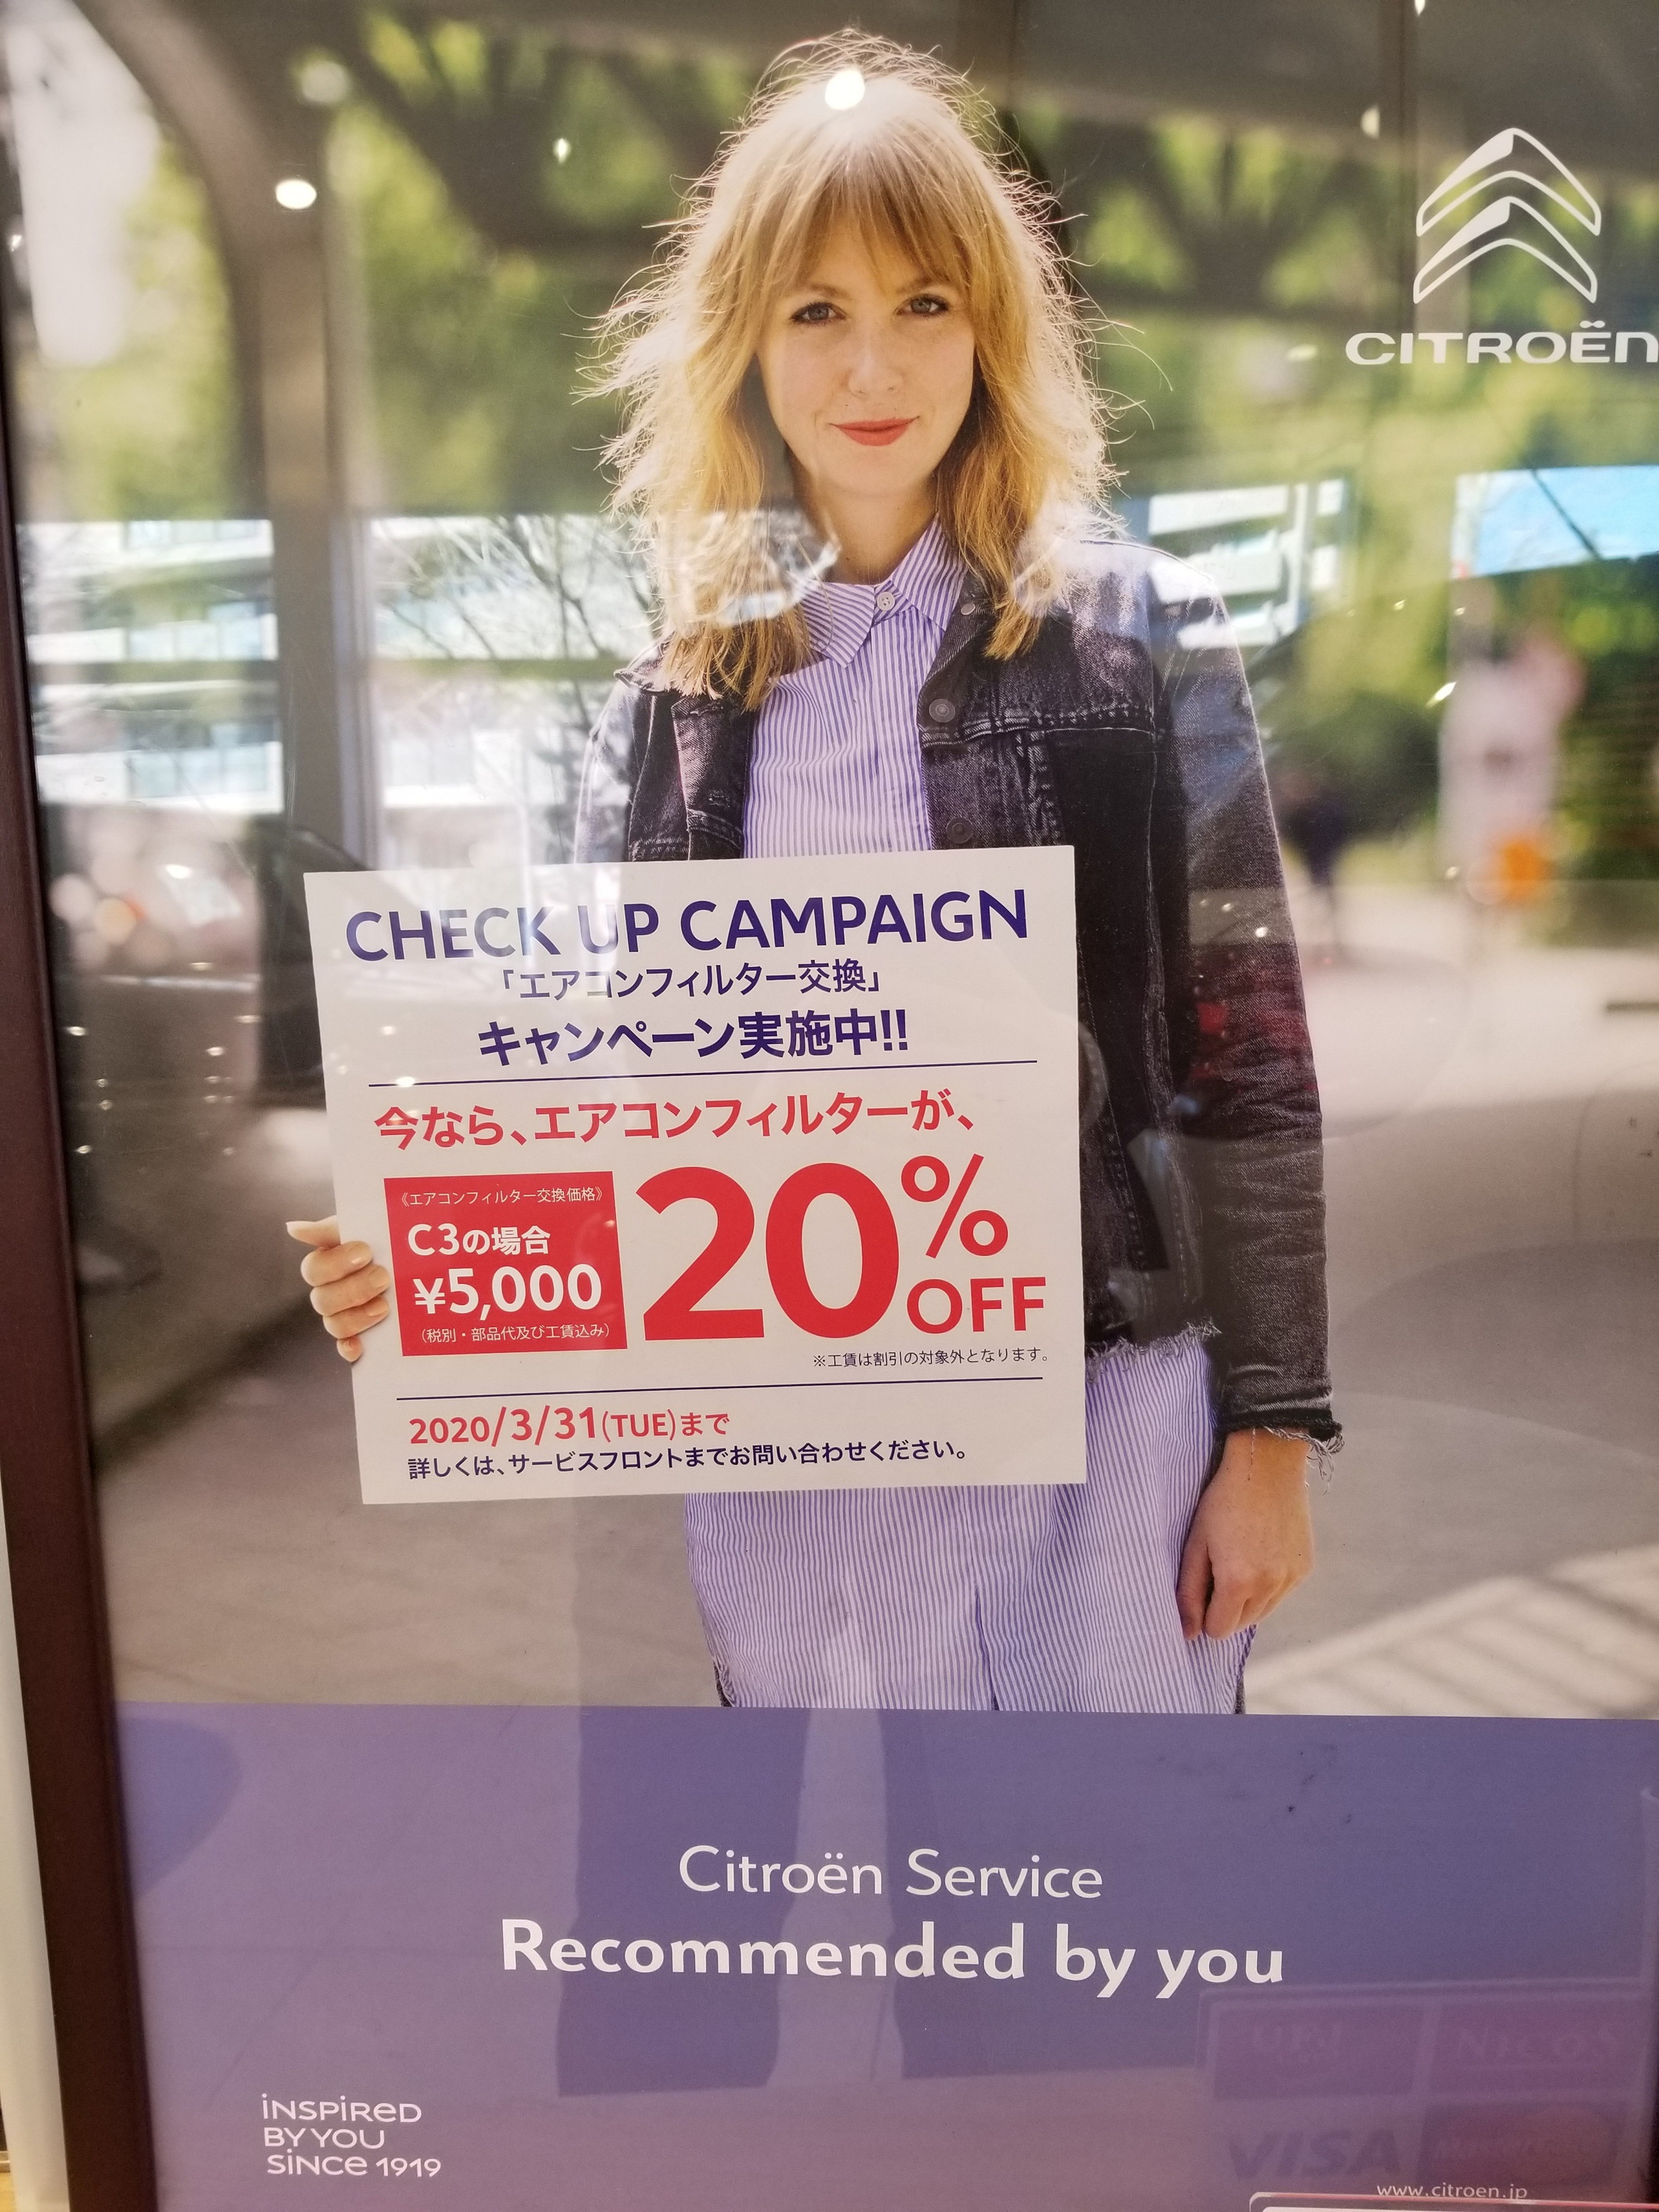 CITROËN
CHECK UP CAMPAIGN
「エアコンフィルター交換」
キャンペーン実施中!!
今なら、エアコンフィルターが、
《エアコンフィルター交換価格》
C3の場合
¥5,000
(税別・部品代及び工賃込み)
20%
OFF
※工賃は割引の対象外となります。
2020/3/31(TUE)まで
詳しくは、サービスフロントまでお問い合わせください。
Citroën Service
Recommended by you
NICOS
VISA
INSPIRED
BY YOU
SINCE 1919
www.citroen.jp